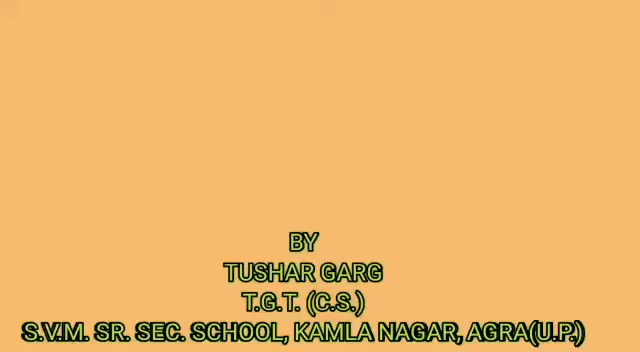 BY
TUSHAR GARG
T.G.T. (C.S.)
S.V.M. SR. SEC. SCHOOL, KAMLA NAGAR, AGRA(U.P.)